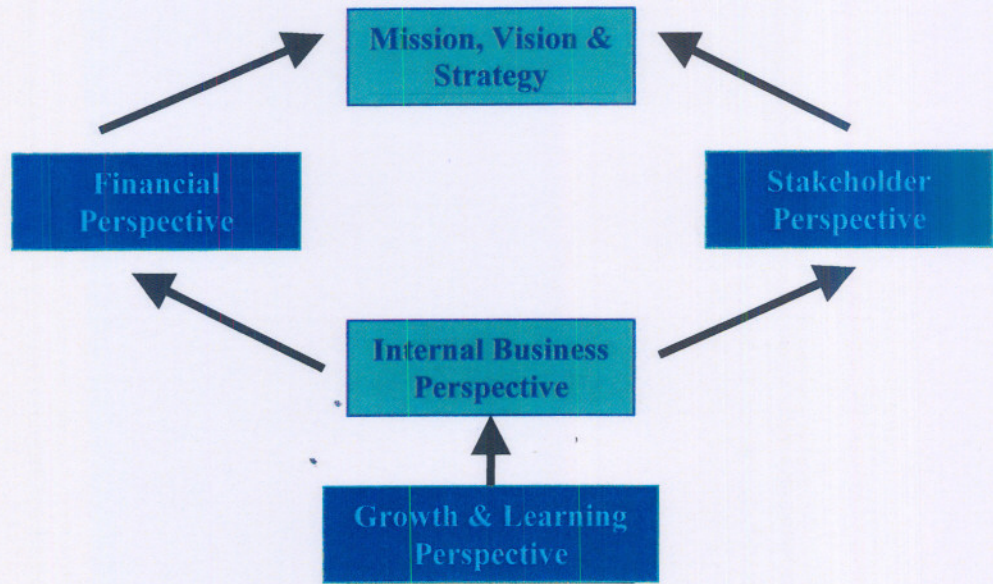 Mission, Vision &
Strategy
Financial
Perspective
Stakeholder
Perspective
Internal Business
Perspective
Growth & Learning
Perspective